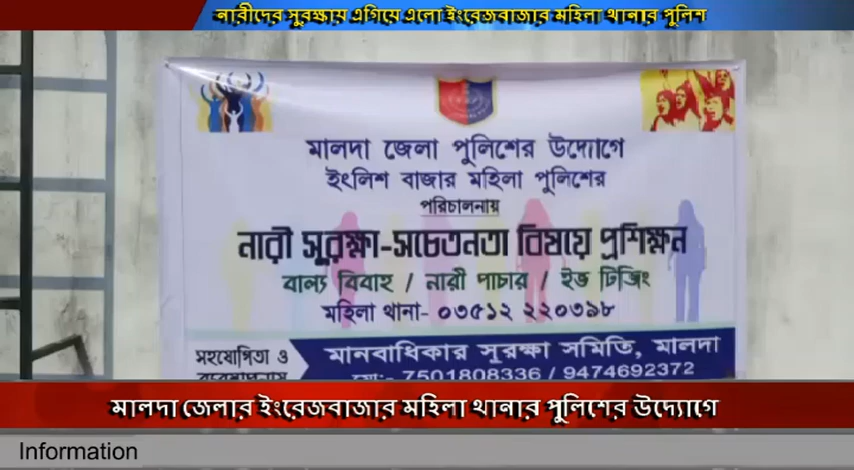 নারীদের সুরক্ষায় এগিয়ে এলো ইংরেজবাজার মহিলা থানার পুলিশ
মালদা জেলা পুলিশের উদ্যোগে
ইংলিশ বাজার মহিলা পুলিশের
পরিচালনায়
নারী সুরক্ষা-সচেতনতা বিষয়ে প্রশিক্ষন
বাল্য বিবাহ / নারী পাচার / ইভ টিজিং
মহিলা থানা- ০৩৫১২ ২২০৩৯৮
সহযোগিতা ও
মানবাধিকার সুরক্ষা সমিতি, মালদা
মোঃ- 7501808336 / 9474692372
মালদা জেলার ইংরেজবাজার মহিলা থানার পুলিশের উদ্যোগে
Information